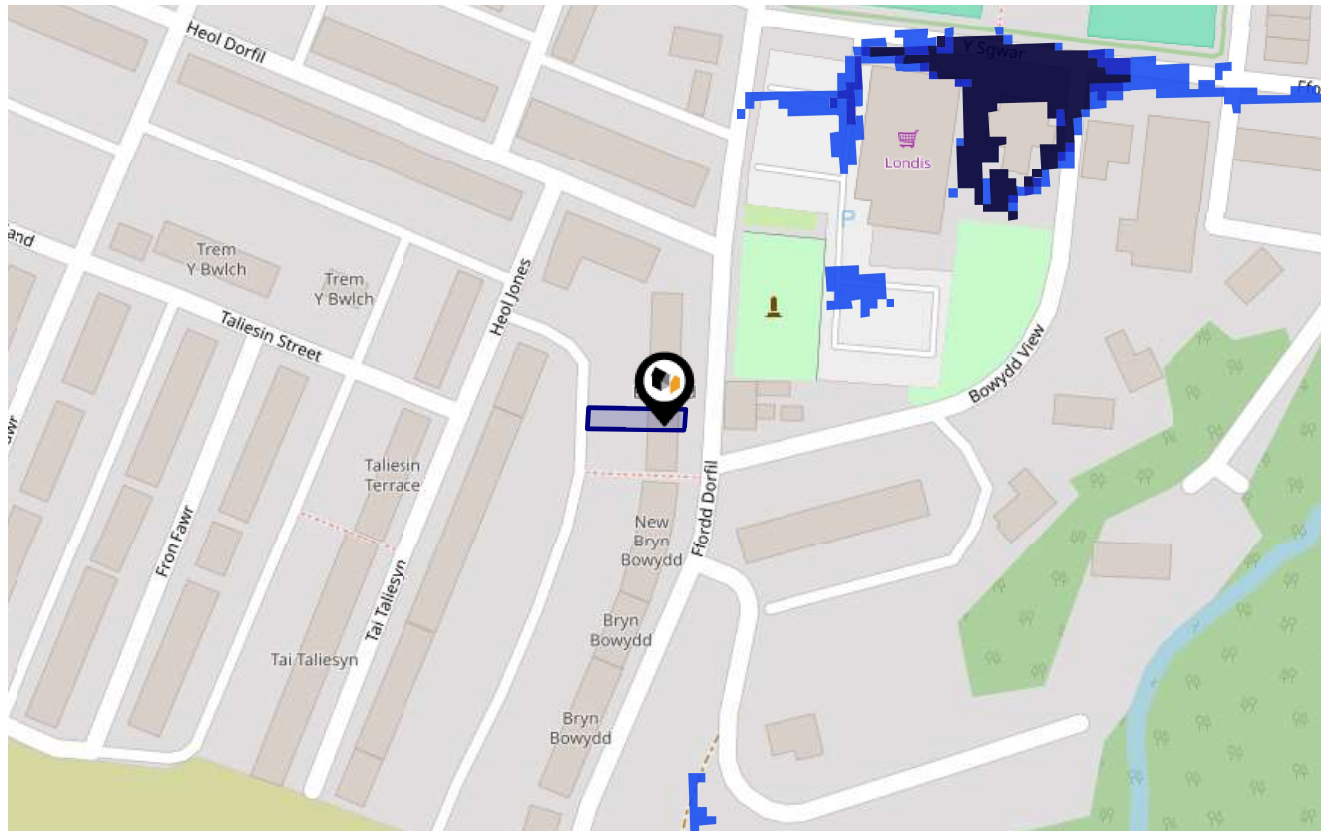 Heol Dorfil
Y Sgwar
Londis
P
Trem
Y Bwlch
Trem
Y Bwlch
Heol Jones
Taliesin Street
Bowydd View
Taliesin
Terrace
Ffordd Dorfil
New
Bryn
Bowydd
Fron Fawr
Tai Taliesyn
Bryn
Bowydd
Tai Taliesyn
Bryn
Bowydd